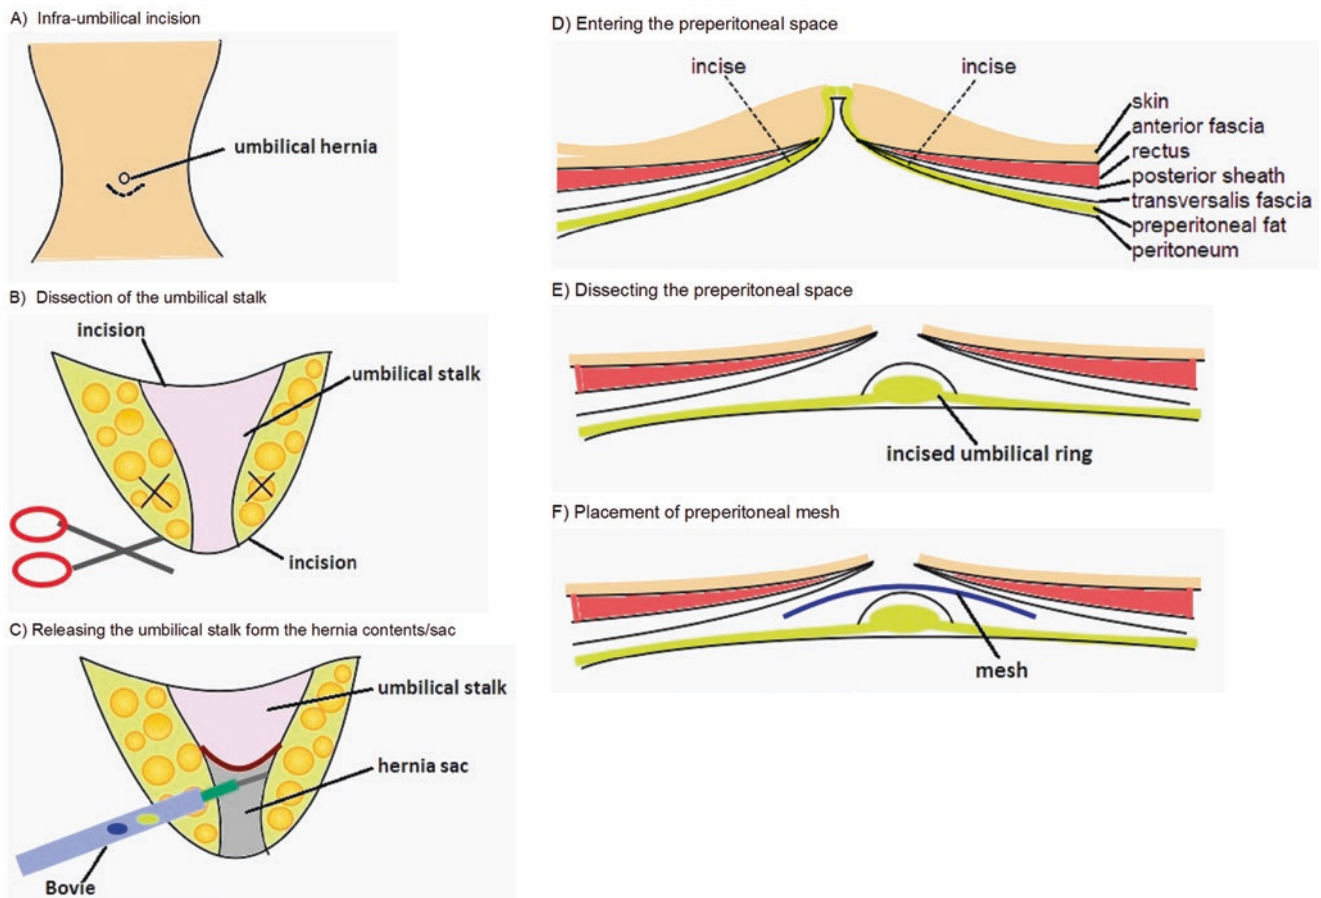 A) Infra-umbilical incision
umbilical hernia
B) Dissection of the umbilical stalk
incision
umbilical stalk
incision
C) Releasing the umbilical stalk form the hernia contents/sac
umbilical stalk
hernia sac
Bovie
D) Entering the preperitoneal space
incise
incise
skin
anterior fascia
rectus
posterior sheath
transversalis fascia
preperitoneal fat
peritoneum
E) Dissecting the preperitoneal space
incised umbilical ring
F) Placement of preperitoneal mesh
mesh